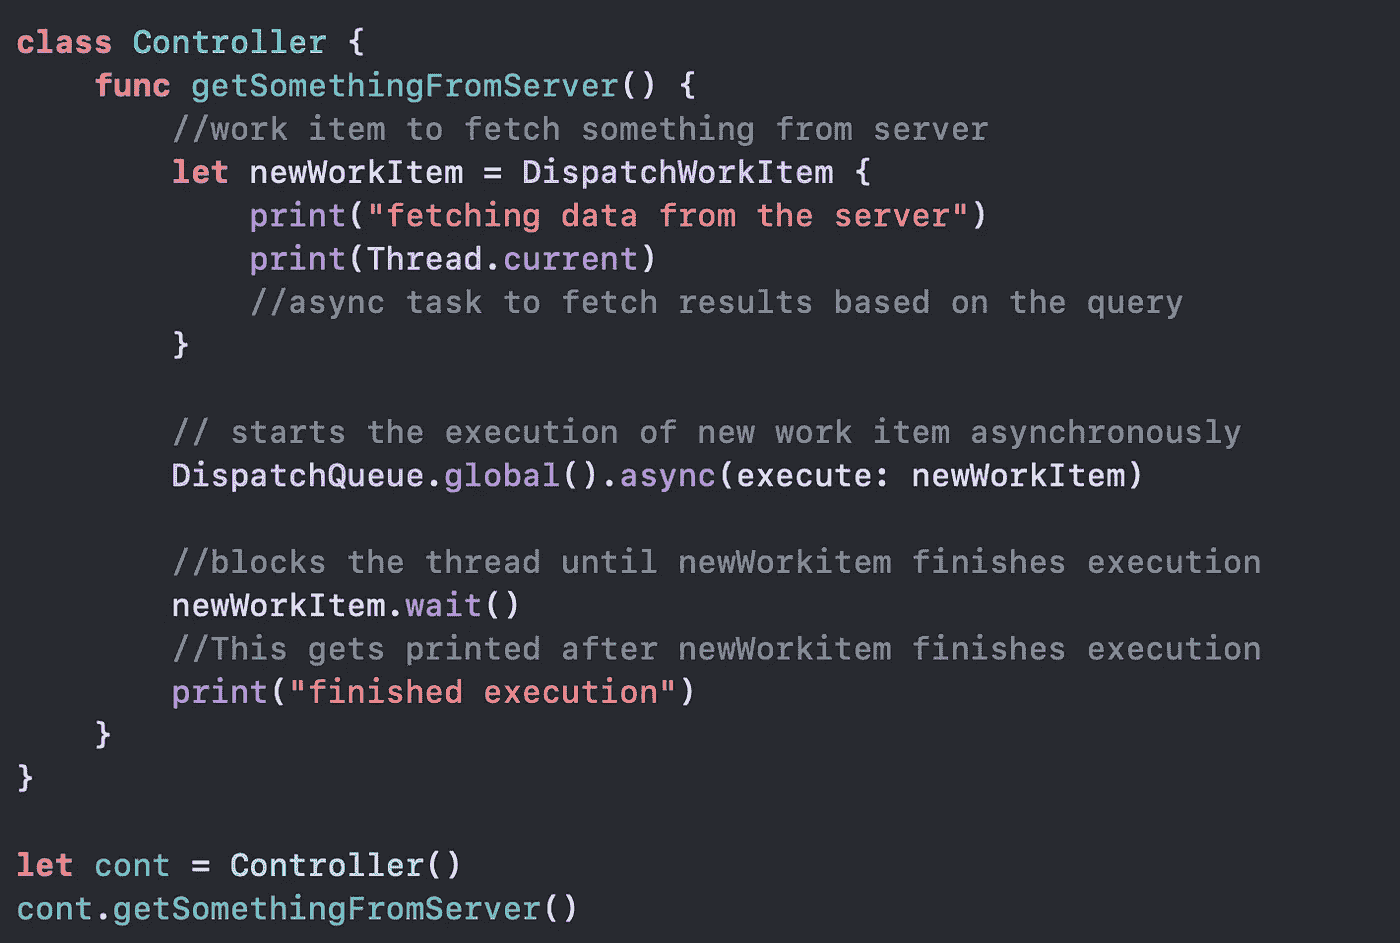 class Controller {
    func getSomethingFromServer() {
        //work item to fetch something from server
        let newWorkItem = DispatchWorkItem {
            print("fetching data from the server")
            print(Thread.current)
            //async task to fetch results based on the query
        }

        // starts the execution of new work item asynchronously
        DispatchQueue.global().async(execute: newWorkItem)

        //blocks the thread until newWorkitem finishes execution
        newWorkItem.wait()
        //This gets printed after newWorkitem finishes execution
        print("finished execution")
    }
}

let cont = Controller()
cont.getSomethingFromServer()